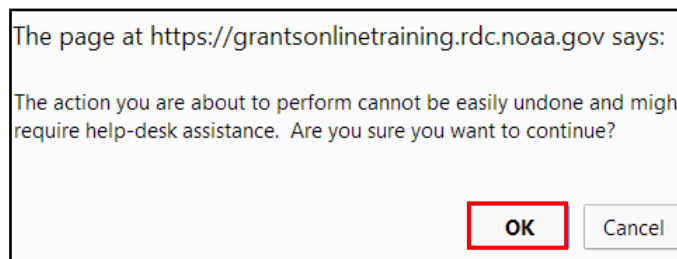 The page at https://grantsonlinetraining.rdc.noaa.gov says:
The action you are about to perform cannot be easily undone and migh
require help-desk assistance.  Are you sure you want to continue?
OK Cancel